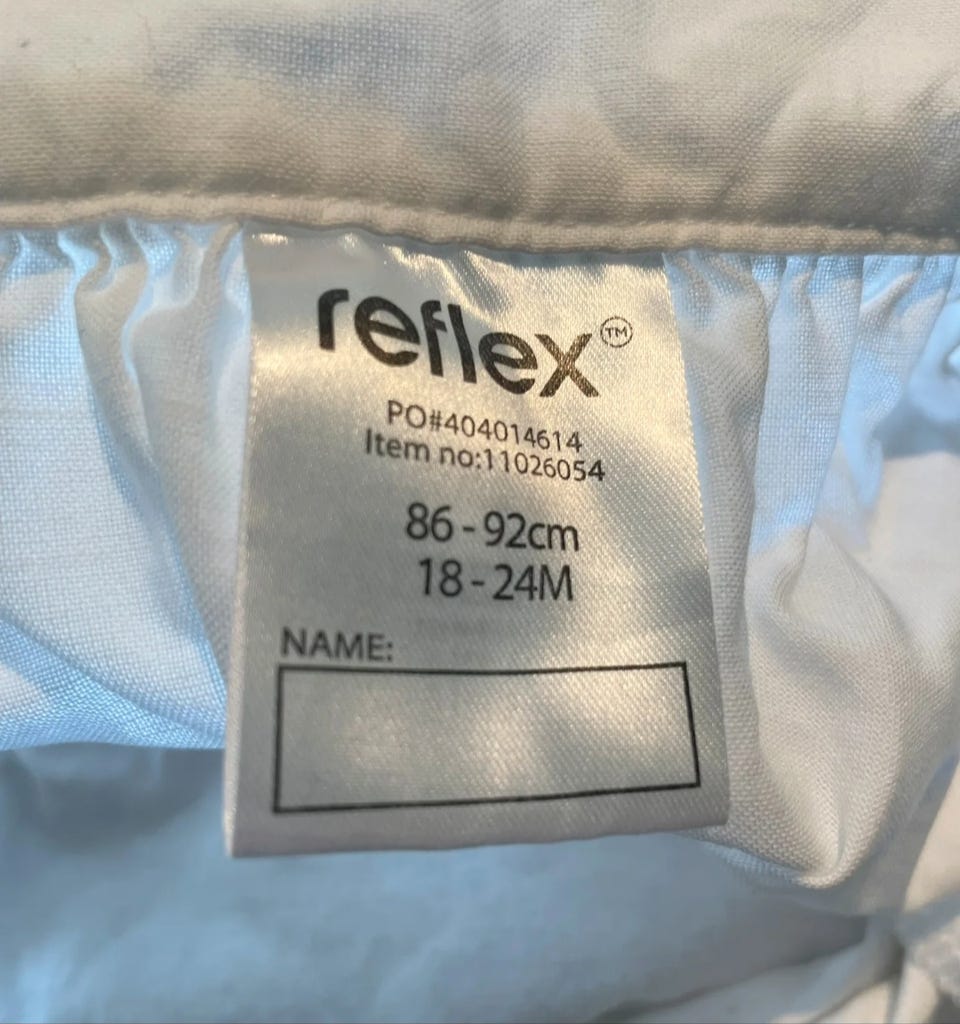 reflex™
PO#404014614
Item no:11026054
86 - 92cm
18 - 24M
NAME: